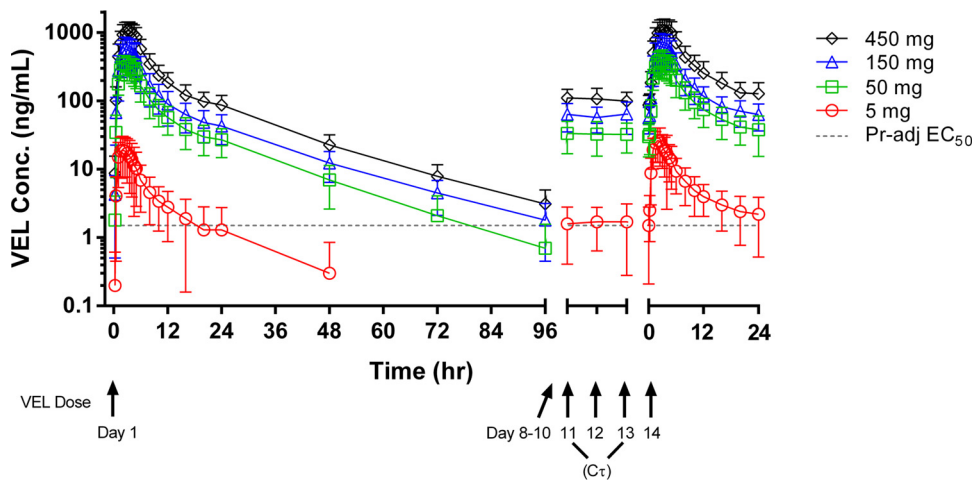 VEL Conc. (ng/mL)
1000
100
10
1
0.1
0 12 24 36 48 60 72 84 96 0 12 24
Time (hr)
450 mg
150 mg
50 mg
5 mg
Pr-adj EC50
VEL Dose
Day 1
Day 8-10 11 12 13 14
(Cτ)